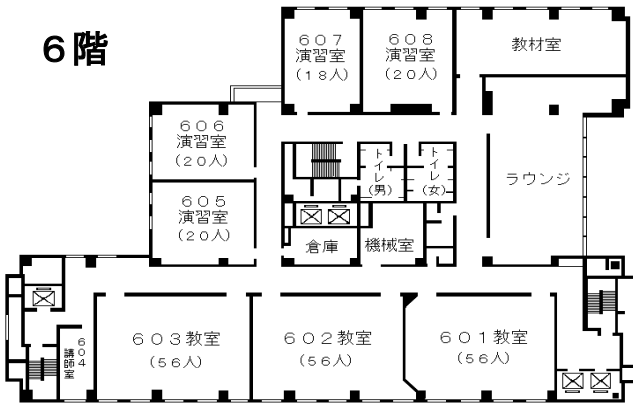 ６階
６０７
演習室
（１８人）
６０８
演習室
（２０人）
教材室
６０６
演習室
（２０人）
トイレ（男）
トイレ（女）
ラウンジ
６０５
演習室
（２０人）
倉庫
機械室
６０４
講師室
６０３教室
（５６人）
６０２教室
（５６人）
６０１教室
（５６人）